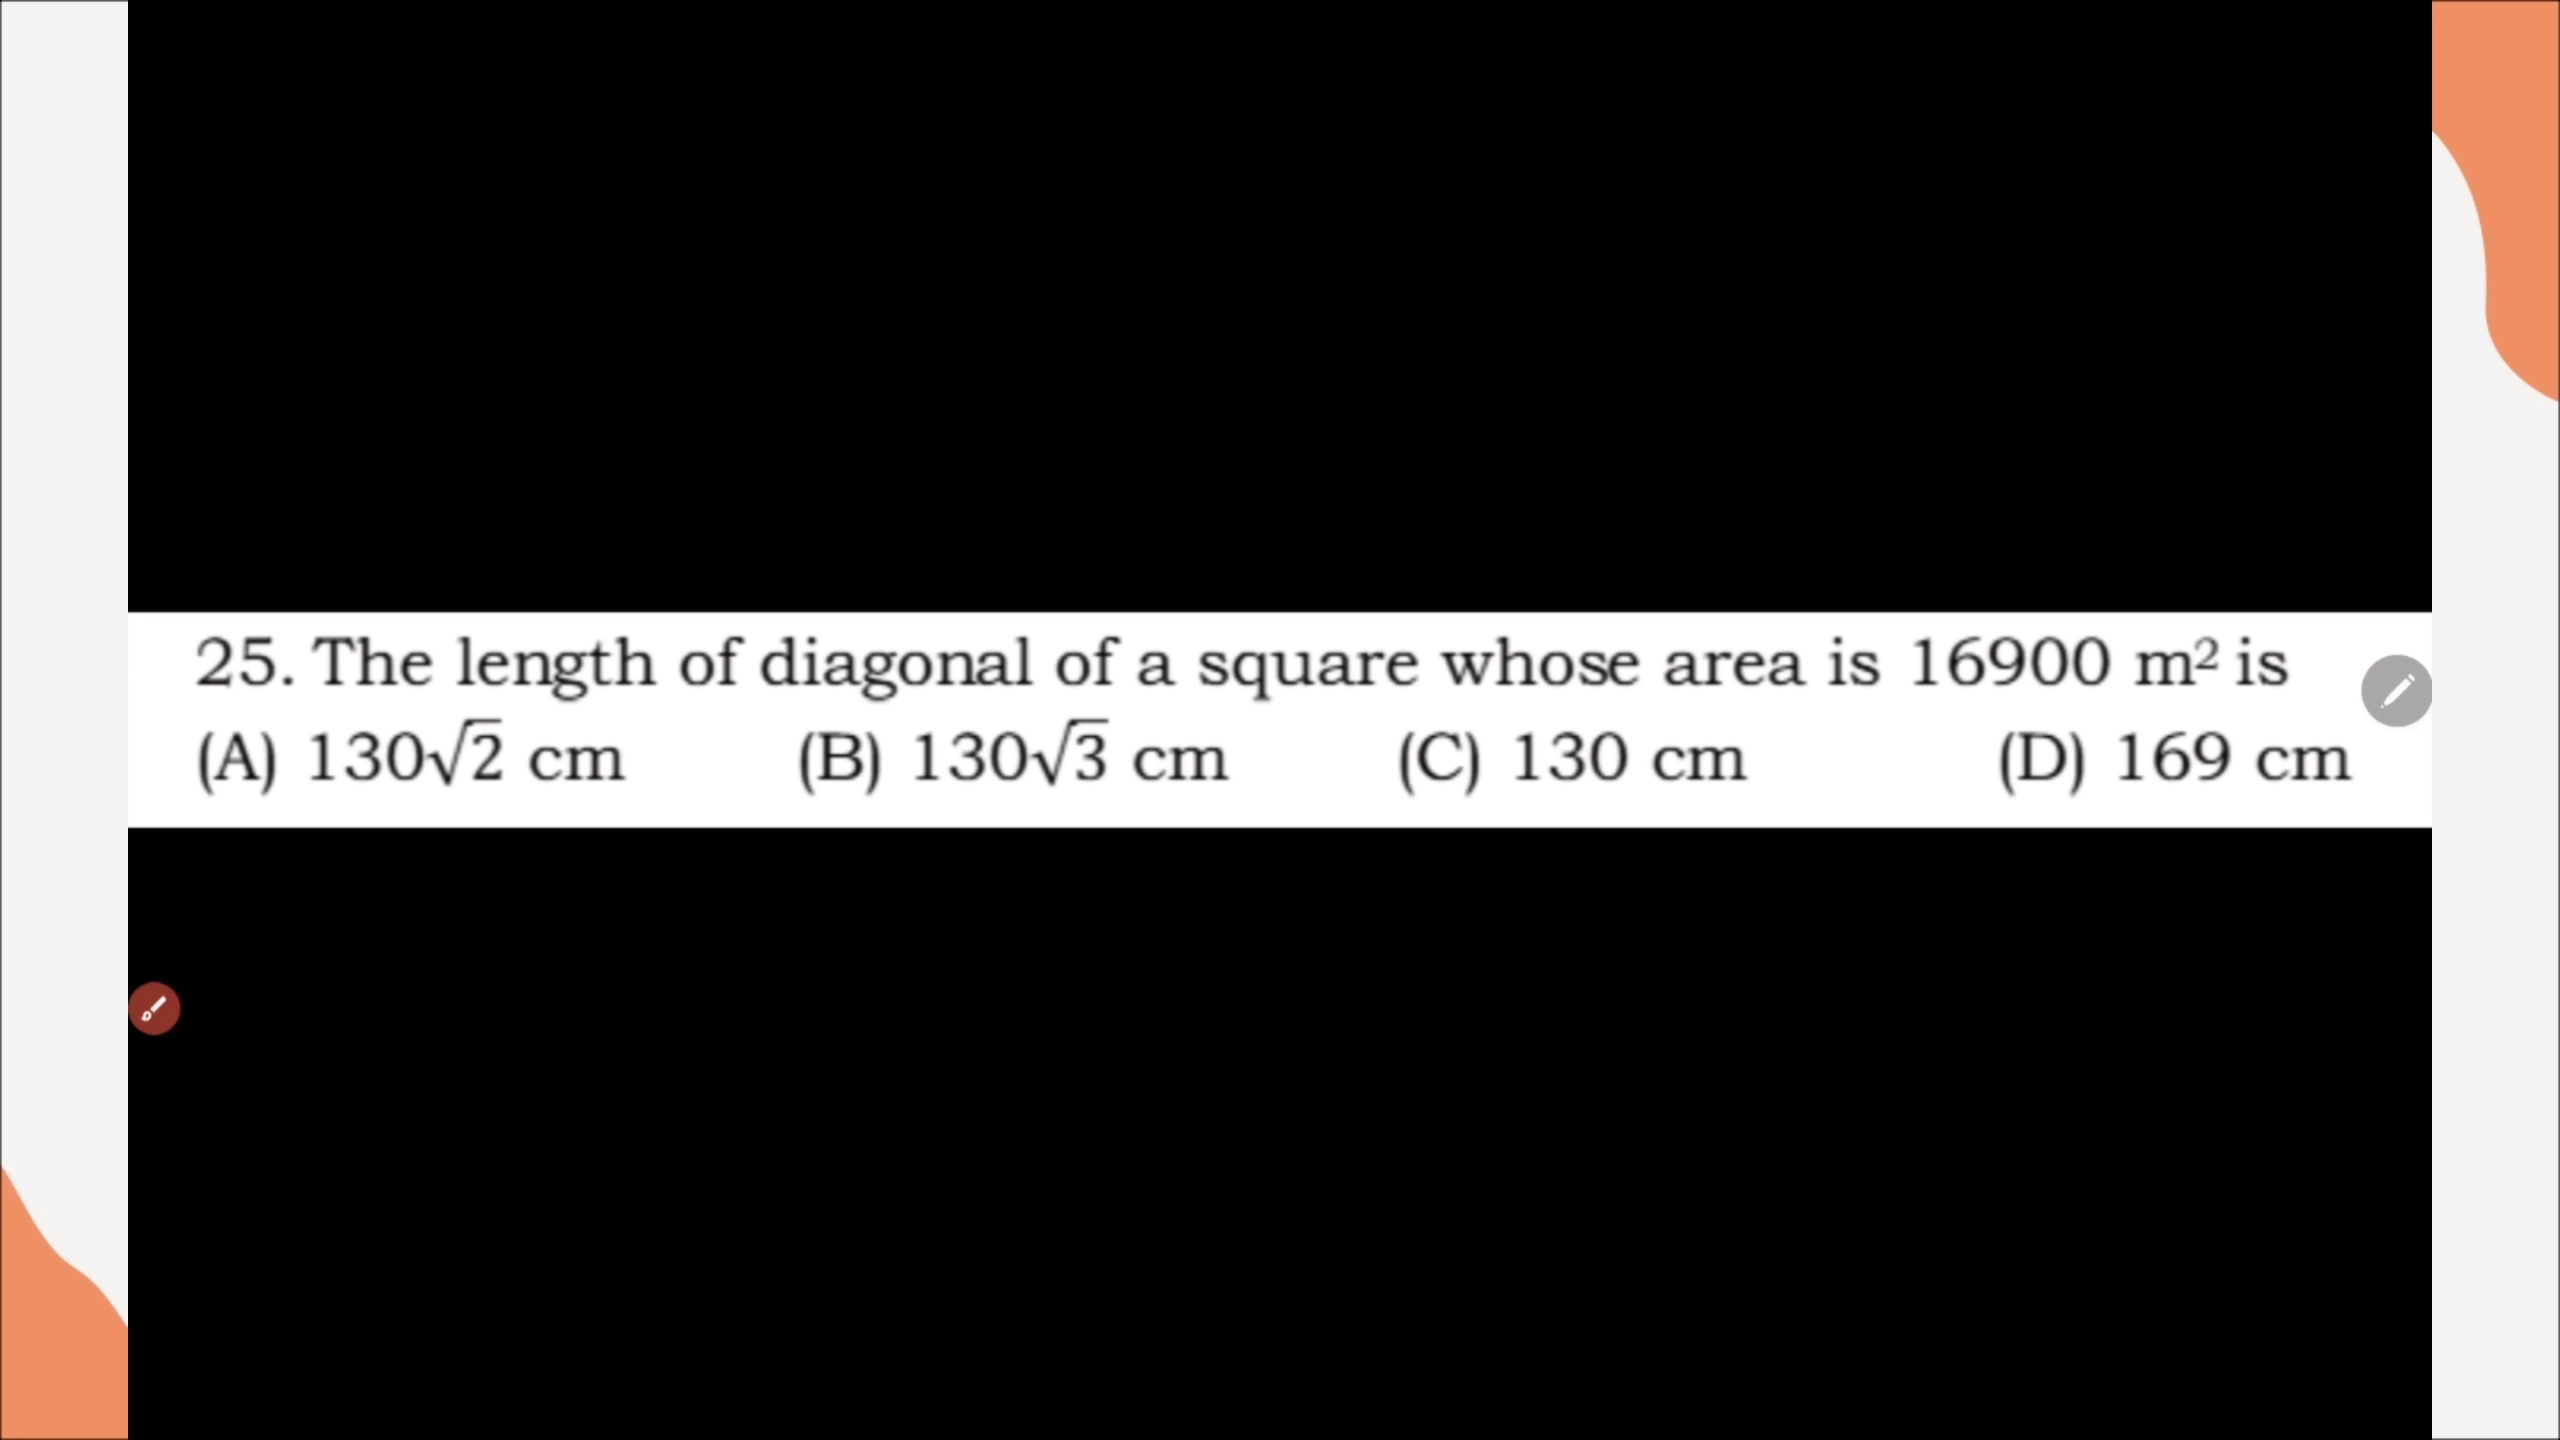 25. The length of diagonal of a square whose area is 16900 m² is
(A) 130√2 cm (B) 130√3 cm (C) 130 cm (D) 169 cm